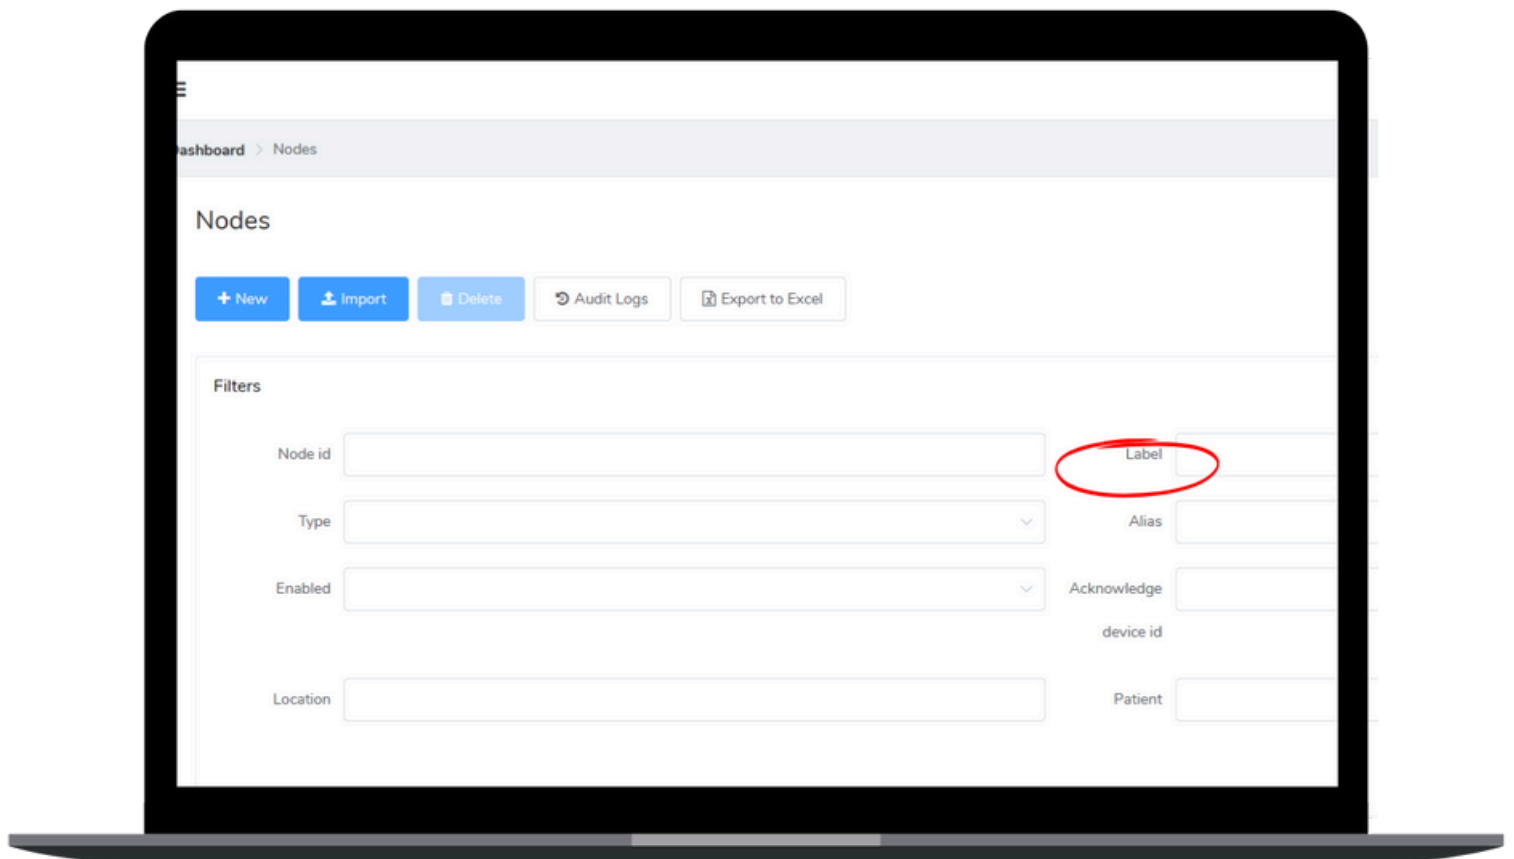 ashboard > Nodes
Nodes
New Import Delete Audit Logs Export to Excel
Filters
Node id Label
Type Alias
Enabled Acknowledge
device id
Location Patient